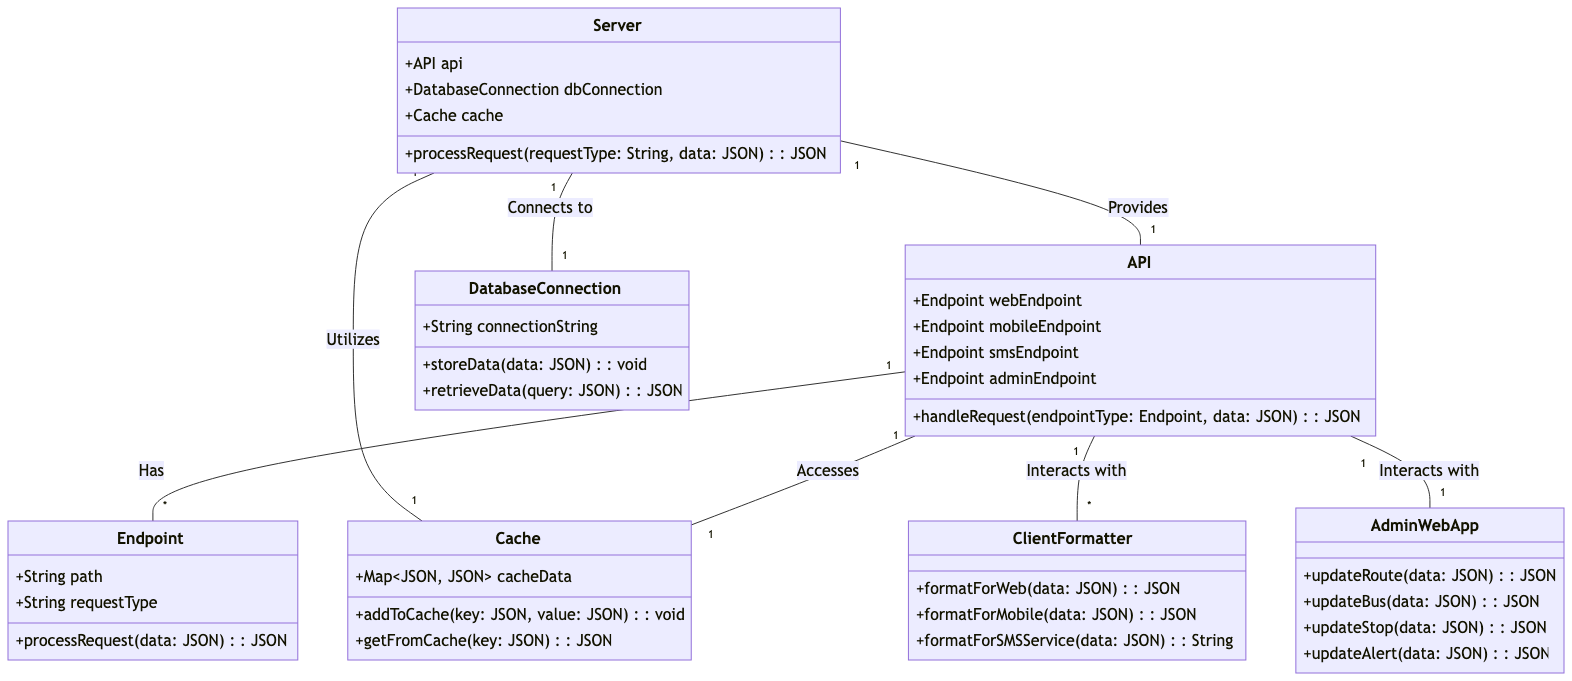 Server
+API api
+DatabaseConnection dbConnection
+Cache cache
+processRequest(requestType: String, data: JSON) : : JSON
1
1
Connects to
1
Utilizes
1
1
Provides
1
DatabaseConnection
+String connectionString
+storeData(data: JSON) : : void
+retrieveData(query: JSON) : : JSON
API
+Endpoint webEndpoint
+Endpoint mobileEndpoint
+Endpoint smsEndpoint
+Endpoint adminEndpoint
+handleRequest(endpointType: Endpoint, data: JSON) : : JSON
1
Has
*
1
Accesses
1
1
Interacts with
*
1
Interacts with
1
Endpoint
+String path
+String requestType
+processRequest(data: JSON) : : JSON
Cache
+Map<JSON, JSON> cacheData
+addToCache(key: JSON, value: JSON) : : void
+getFromCache(key: JSON) : : JSON
ClientFormatter
+formatForWeb(data: JSON) : : JSON
+formatForMobile(data: JSON) : : JSON
+formatForSMSService(data: JSON) : : String
AdminWebApp
+updateRoute(data: JSON) : : JSON
+updateBus(data: JSON) : : JSON
+updateStop(data: JSON) : : JSON
+updateAlert(data: JSON) : : JSON